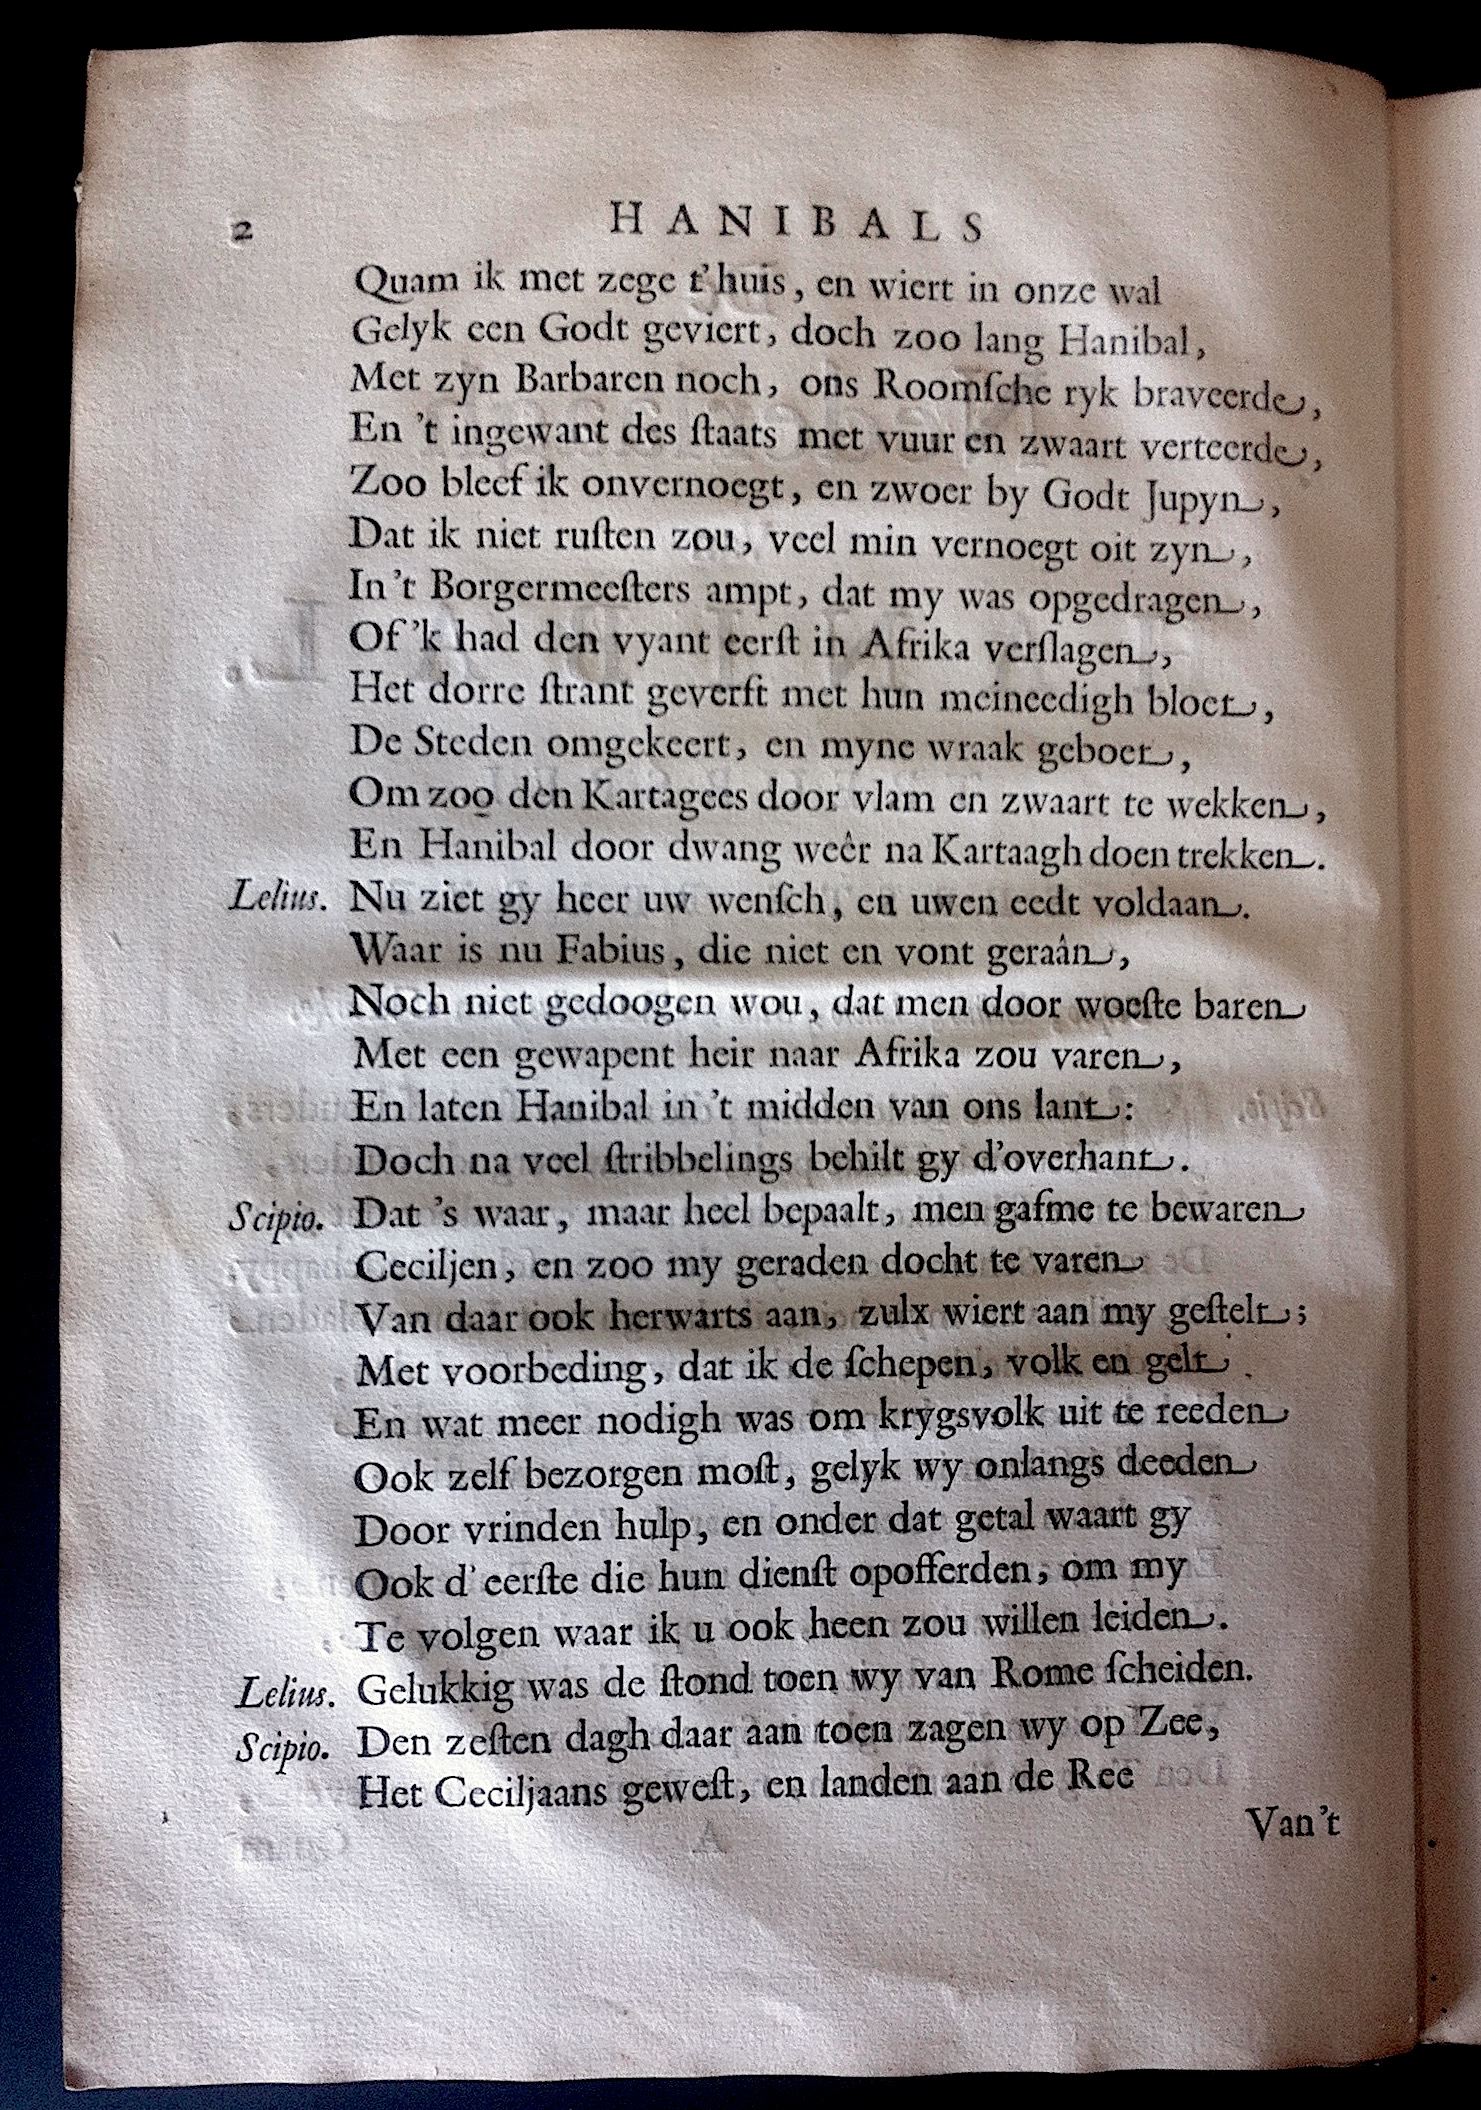 2 HANIBALS
Quam ik met zege t'huis, en wiert in onze wal
Gelyk een Godt geviert, doch zoo lang Hanibal,
Met zyn Barbaren noch, ons Roomſche ryk braveerde,
En 't ingewant des ſtaats met vuur en zwaart verteerde,
Zoo bleef ik onvernoegt, en zwoer by Godt Jupyn,
Dat ik niet ruſten zou, veel min vernoegt oit zyn,
In 't Borgermeeſters ampt, dat my was opgedragen,
Of 'k had den vyant eerſt in Afrika verſlagen,
Het dorre ſtrant geverft met hun meineedigh bloet,
De Steden omgekeert, en myne wraak geboet,
Om zoo den Kartagees door vlam en zwaart te wekken,
En Hanibal door dwang weêr na Kartaagh doen trekken.
Lelius. Nu ziet gy heer uw wenſch, en uwen eedt voldaan.
Waar is nu Fabius, die niet en vont geraân,
Noch niet gedoogen wou, dat men door woeſte baren
Met een gewapent heir naar Afrika zou varen,
En laten Hanibal in 't midden van ons lant:
Doch na veel ſtribbelings behilt gy d'overhant.
Scipio. Dat 's waar, maar heel bepaalt, men gafme te bewaren
Ceciljen, en zoo my geraden docht te varen
Van daar ook herwarts aan, zulx wiert aan my geſtelt;
Met voorbeding, dat ik de ſchepen, volk en gelt
En wat meer nodigh was om krygsvolk uit te reeden
Ook zelf bezorgen moſt, gelyk wy onlangs deeden
Door vrinden hulp, en onder dat getal waart gy
Ook d'eerſte die hun dienſt opofferden, om my
Te volgen waar ik u ook heen zou willen leiden.
Lelius. Gelukkig was de ſtond toen wy van Rome ſcheiden.
Scipio. Den zeſten dagh daar aan toen zagen wy op Zee,
Het Ceciljaans geweſt, en landen aan de Ree
Van't